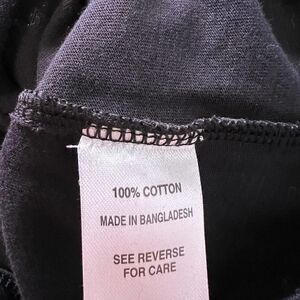 100% COTTON
MADE IN BANGLADESH
SEE REVERSE
FOR CARE